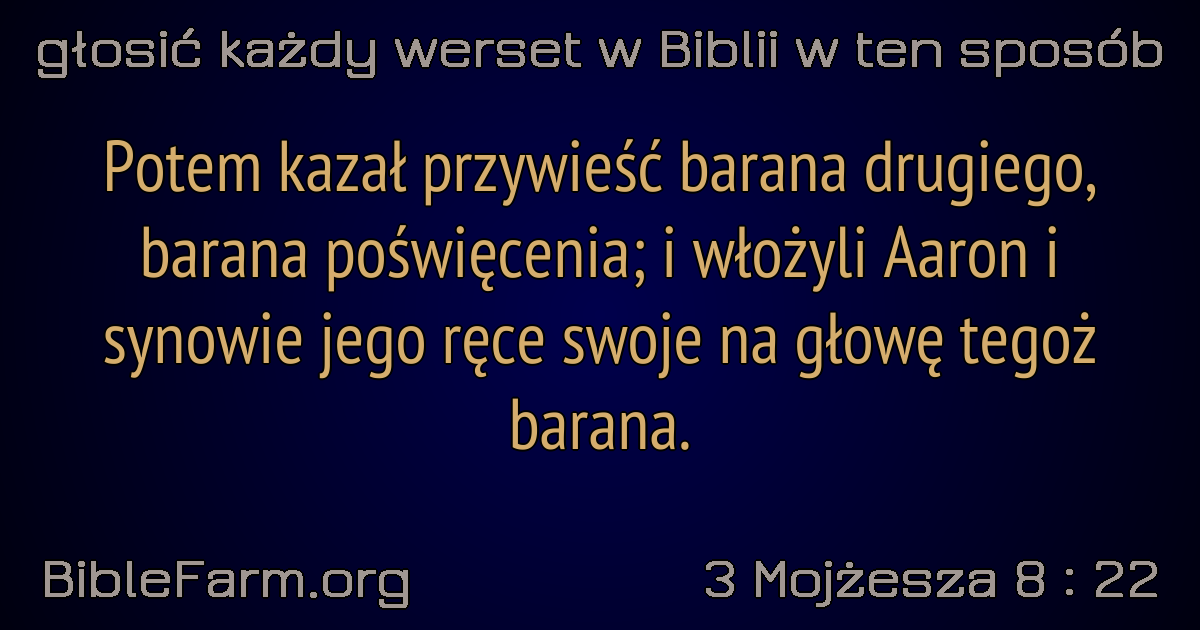 głosić każdy werset w Biblii w ten sposób
Potem kazał przywieść barana drugiego,
barana poświęcenia; i włożyli Aaron i
synowie jego ręce swoje na głowę tegoż
barana.
BibleFarm.org
3 Mojżesza 8 : 22